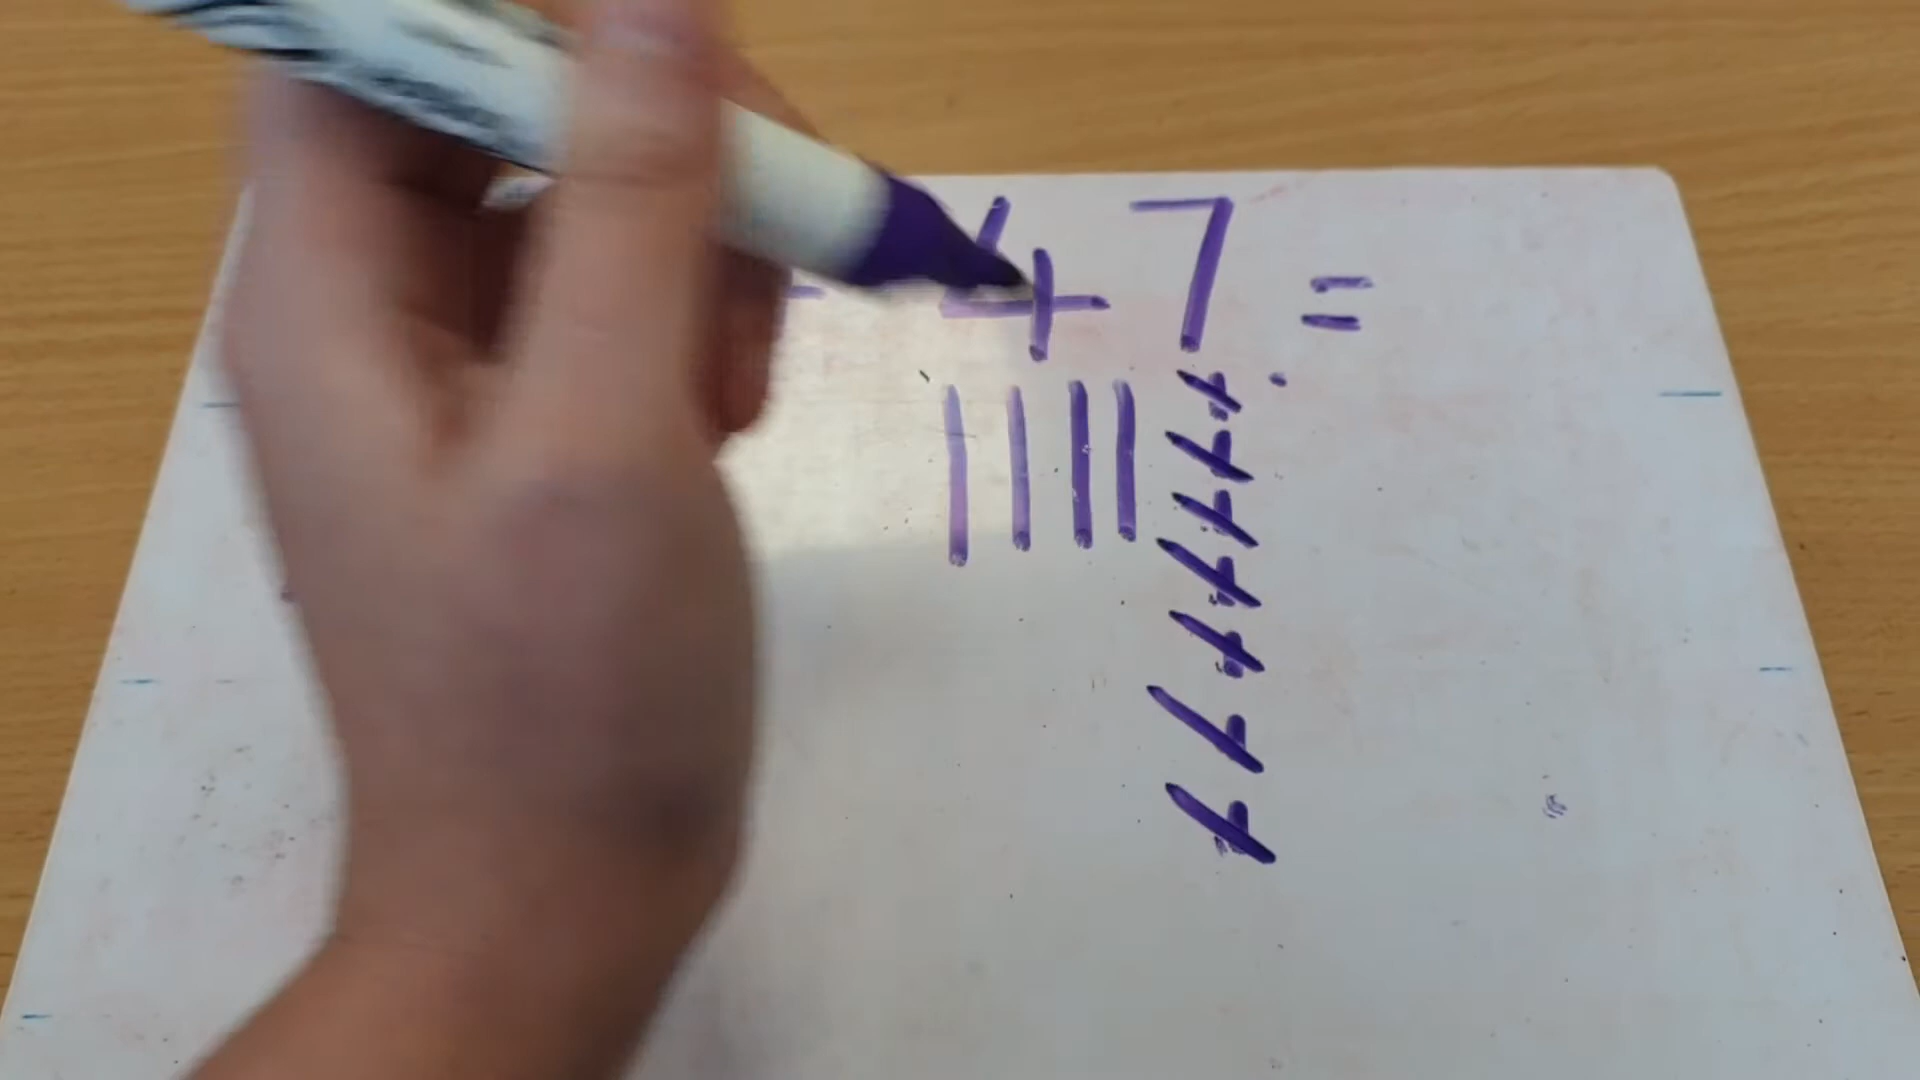 47 =